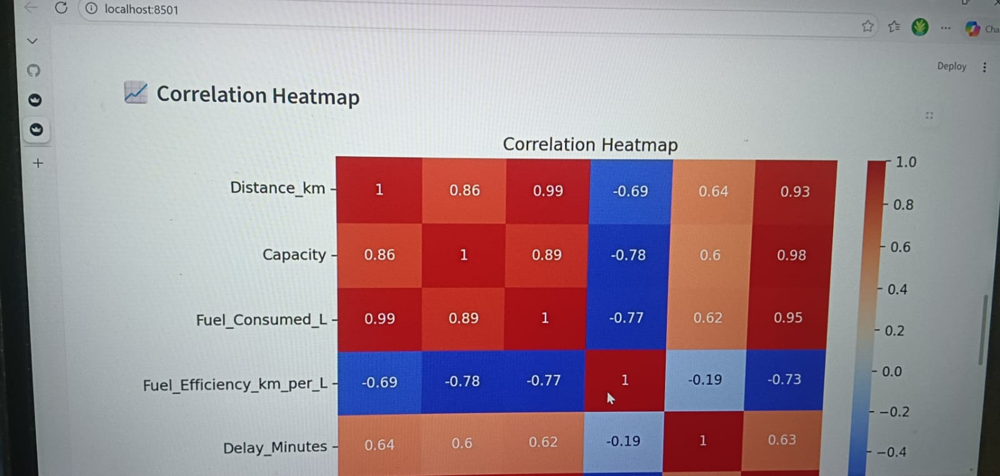 localhost:8501
Cha
Deploy
Correlation Heatmap
Correlation Heatmap
Distance_km 1 0.86 0.99 -0.69 0.64 0.93
Capacity 0.86 1 0.89 -0.78 0.6 0.98
Fuel_Consumed_L 0.99 0.89 1 -0.77 0.62 0.95
Fuel_Efficiency_km_per_L -0.69 -0.78 -0.77 1 -0.19 -0.73
Delay_Minutes 0.64 0.6 0.62 -0.19 1 0.63
1.0
0.8
0.6
0.4
0.2
0.0
−0.2
−0.4